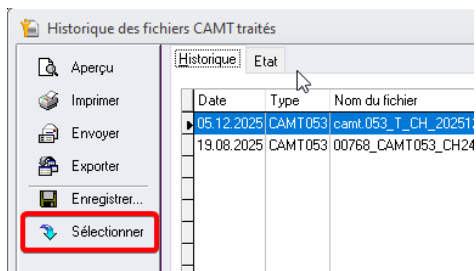 Historique des fichiers CAMT traités
Aperçu
Imprimer
Envoyer
Exporter
Enregistrer...
Sélectionner
Historique Etat
Date Type Nom du fichier
05.12.2025 CAMT053 camt.053_T_CH_20251
19.08.2025 CAMT053 00768_CAMT053_CH24